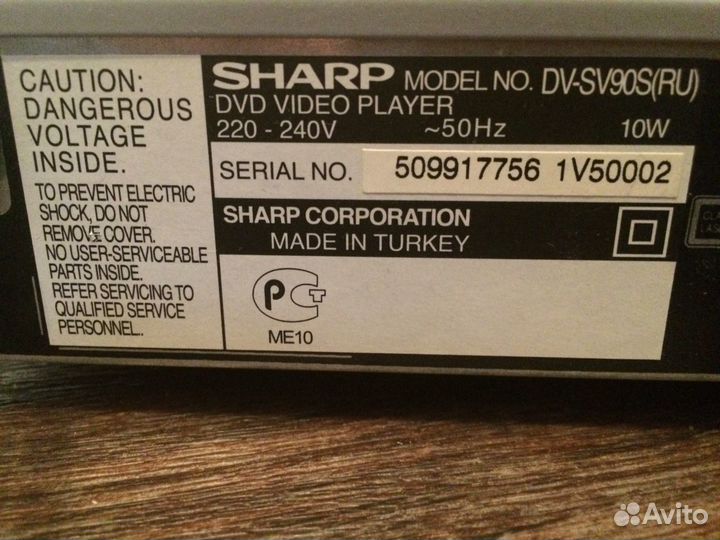 CAUTION:
DANGEROUS
VOLTAGE
INSIDE.
TO PREVENT ELECTRIC
SHOCK, DO NOT
REMOVE COVER.
NO USER-SERVICEABLE
PARTS INSIDE.
REFER SERVICING TO
QUALIFIED SERVICE
PERSONNEL..
SHARP MODEL NO. DV-SV90S(RU)
DVD VIDEO PLAYER
220 - 240V ~50Hz 10W
SERIAL NO. 509917756 1V50002
SHARP CORPORATION
MADE IN TURKEY
PCT
ME10
Avito